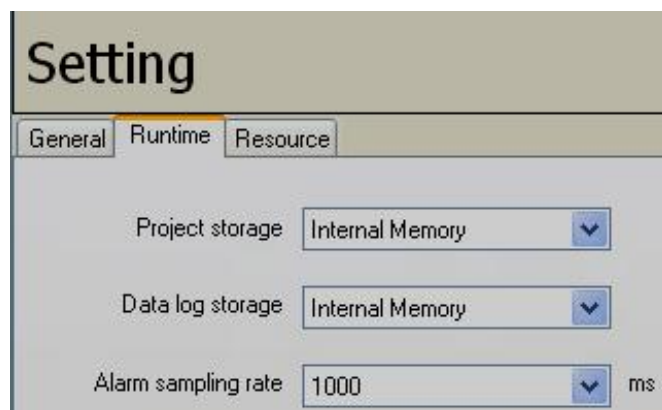 Setting
General Runtime Resource
Project storage Internal Memory
Data log storage Internal Memory
Alarm sampling rate 1000 ms